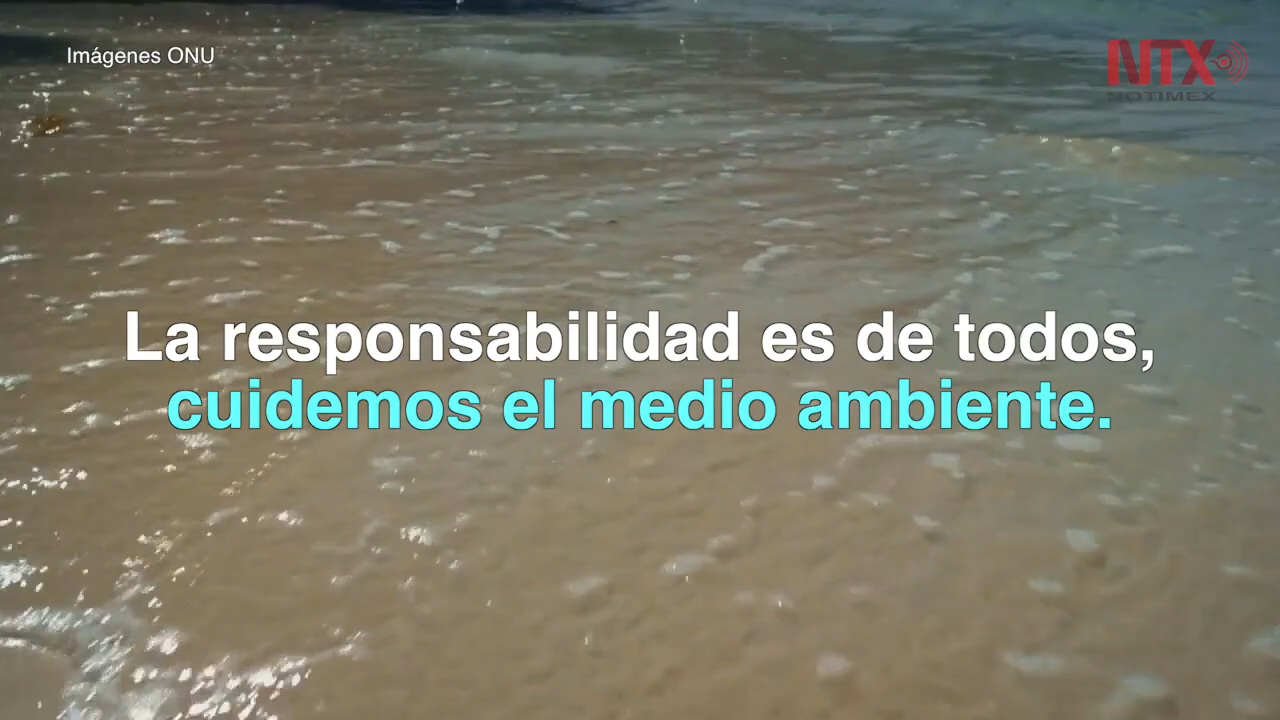 Imágenes ONU
NTX
NOTIMEX
La responsabilidad es de todos,
cuidemos el medio ambiente.